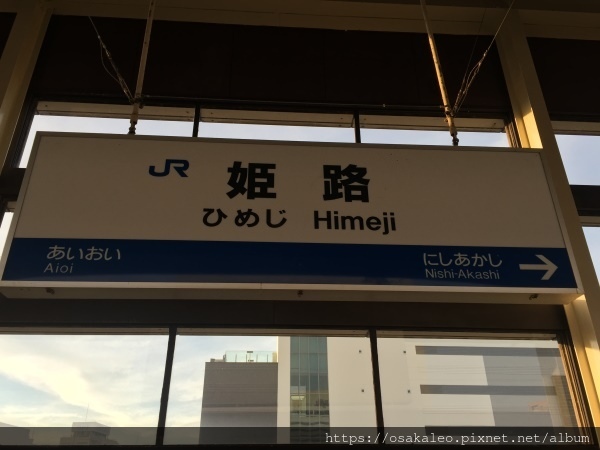 JR 姫路
ひめじ Himeji
あいおい にしあかし
Aioi Nishi-Akashi
https://osakaleo.pixnet.net/album